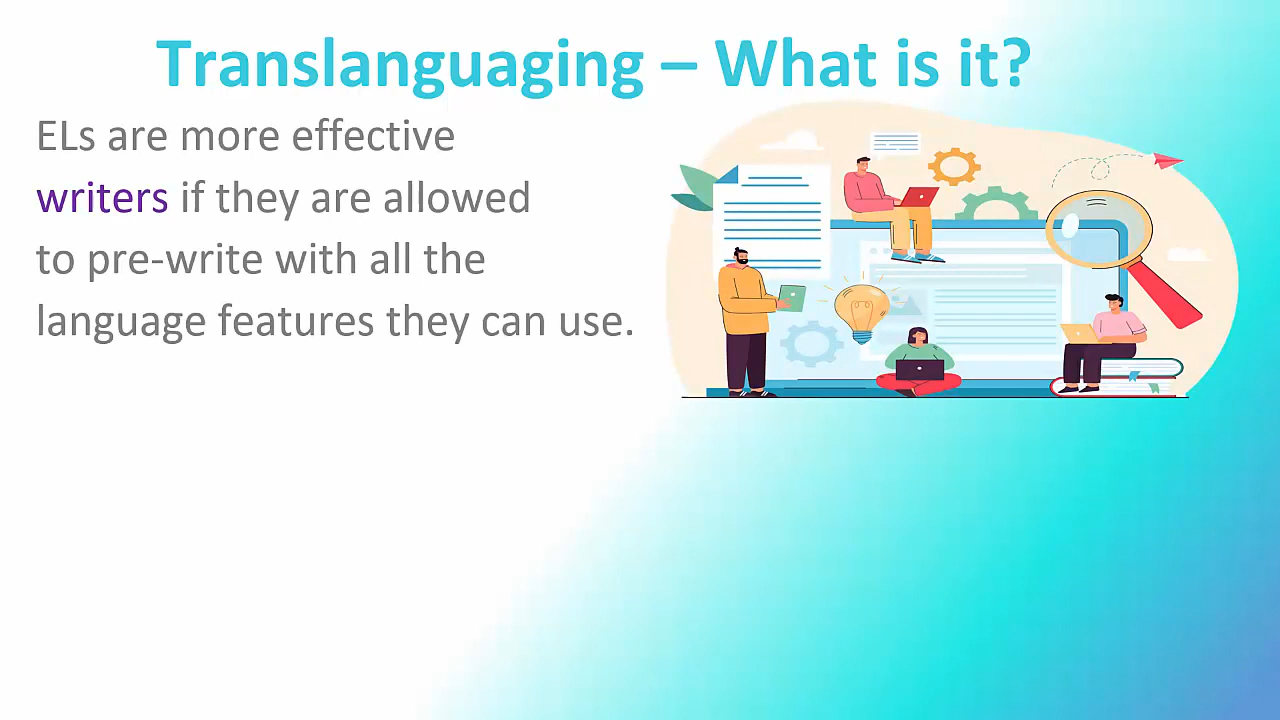 Translanguaging – What is it?
ELs are more effective
writers if they are allowed
to pre-write with all the
language features they can use.